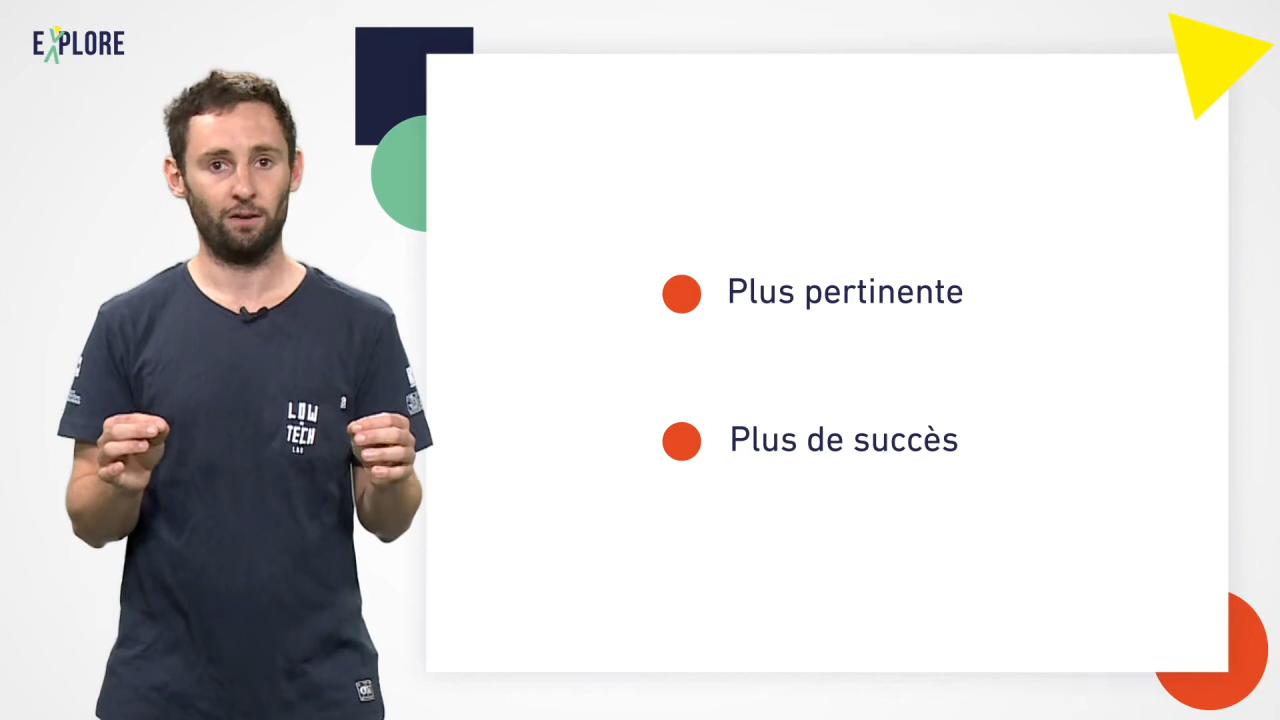 EXPLORE
Plus pertinente
Plus de succès
LOW
TECH
LAB